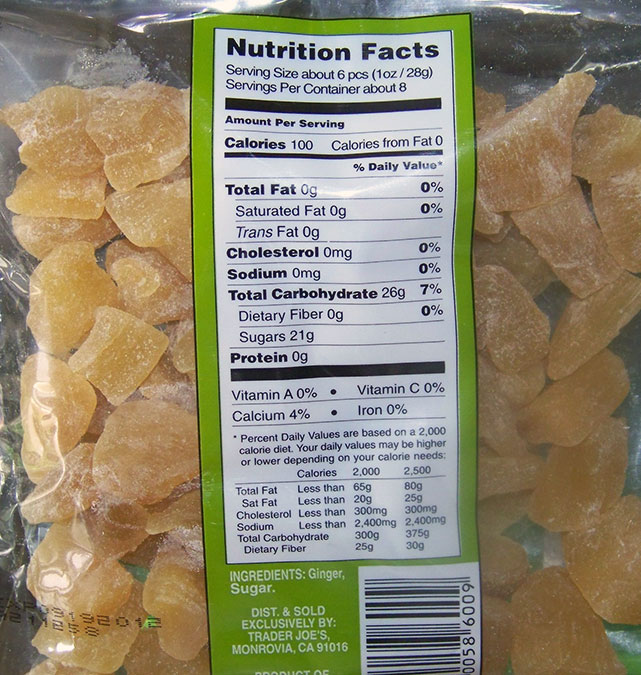 Nutrition Facts
Serving Size about 6 pcs (1oz / 28g)
Servings Per Container about 8
Amount Per Serving
Calories 100 Calories from Fat 0
% Daily Value*
Total Fat 0g 0%
Saturated Fat 0g 0%
Trans Fat 0g
Cholesterol 0mg 0%
Sodium 0mg 0%
Total Carbohydrate 26g 7%
Dietary Fiber 0g 0%
Sugars 21g
Protein 0g
Vitamin A 0% • Vitamin C 0%
Calcium 4% • Iron 0%
* Percent Daily Values are based on a 2,000
calorie diet. Your daily values may be higher
or lower depending on your calorie needs:
Calories 2,000 2,500
Total Fat Less than 65g 80g
Sat Fat Less than 20g 25g
Cholesterol Less than 300mg 300mg
Sodium Less than 2,400mg 2,400mg
Total Carbohydrate 300g 375g
Dietary Fiber 25g 30g
INGREDIENTS: Ginger,
Sugar.
DIST. & SOLD
EXCLUSIVELY BY:
TRADER JOE'S,
MONROVIA, CA 91016
PRODUCT OF
0058 6009